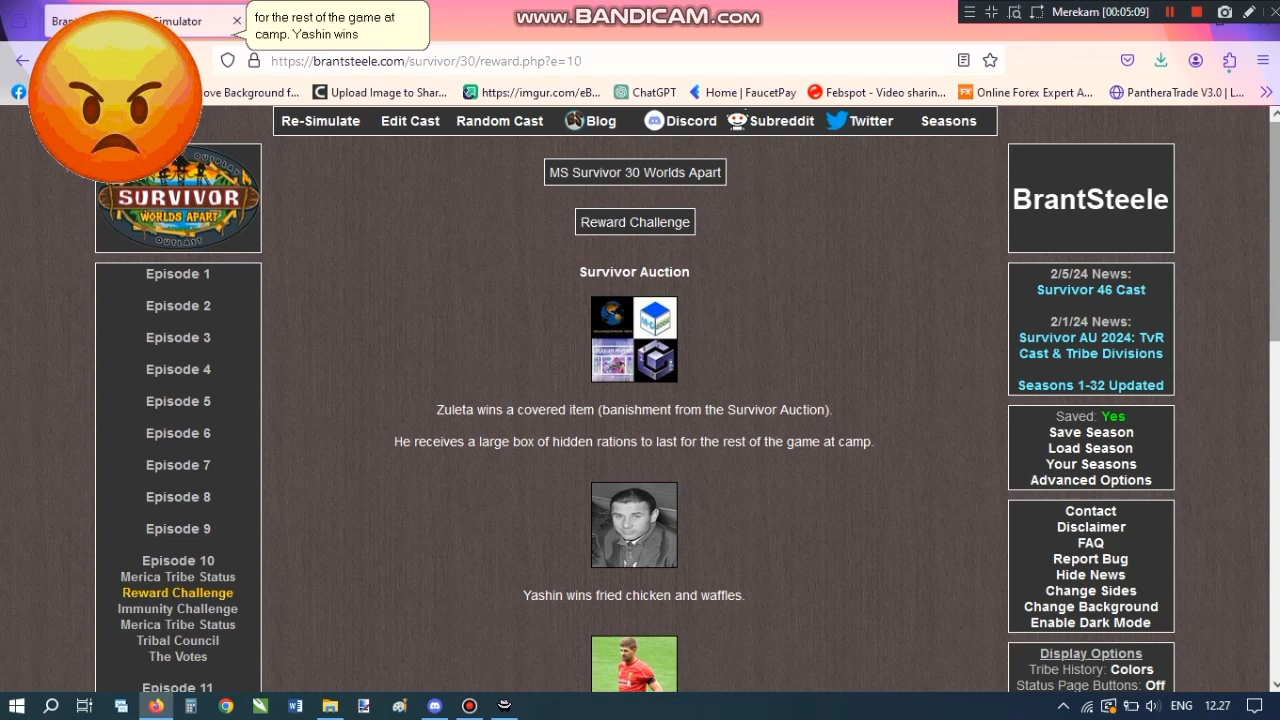 www.BANDICAM.com
Merekam [00:05:09]
Bran
Simulator
for the rest of the game at
camp. Yashin wins
https://brantsteele.com/survivor/30/reward.php?e=10
ove Background f...
Upload Image to Shar...
https://imgur.com/eB...
ChatGPT
Home | FaucetPay
Febspot - Video sharin...
Online Forex Expert A...
PantheraTrade V3.0 | L...
Re-Simulate
Edit Cast
Random Cast
Blog
Discord
Subreddit
Twitter
Seasons
OUTLAST
SURVIVOR
WORLDS APART
OUTLAST
Episode 1
Episode 2
Episode 3
Episode 4
Episode 5
Episode 6
Episode 7
Episode 8
Episode 9
Episode 10
Merica Tribe Status
Reward Challenge
Immunity Challenge
Merica Tribe Status
Tribal Council
The Votes
Episode 11
MS Survivor 30 Worlds Apart
Reward Challenge
Survivor Auction
Zuleta wins a covered item (banishment from the Survivor Auction).
He receives a large box of hidden rations to last for the rest of the game at camp.
Yashin wins fried chicken and waffles.
BrantSteele
2/5/24 News:
Survivor 46 Cast
2/1/24 News:
Survivor AU 2024: TvR
Cast & Tribe Divisions
Seasons 1-32 Updated
Saved: Yes
Save Season
Load Season
Your Seasons
Advanced Options
Contact
Disclaimer
FAQ
Report Bug
Hide News
Change Sides
Change Background
Enable Dark Mode
Display Options
Tribe History: Colors
Status Page Buttons: Off
ENG
12.27